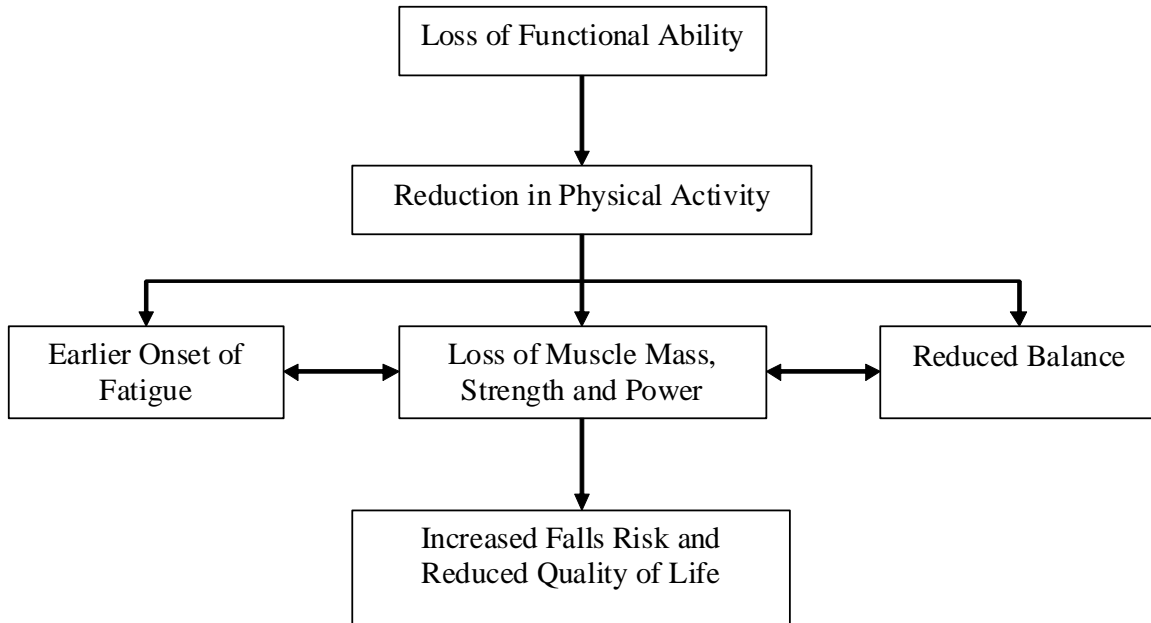 Loss of Functional Ability
Reduction in Physical Activity
Earlier Onset of
Fatigue
Loss of Muscle Mass,
Strength and Power
Reduced Balance
Increased Falls Risk and
Reduced Quality of Life